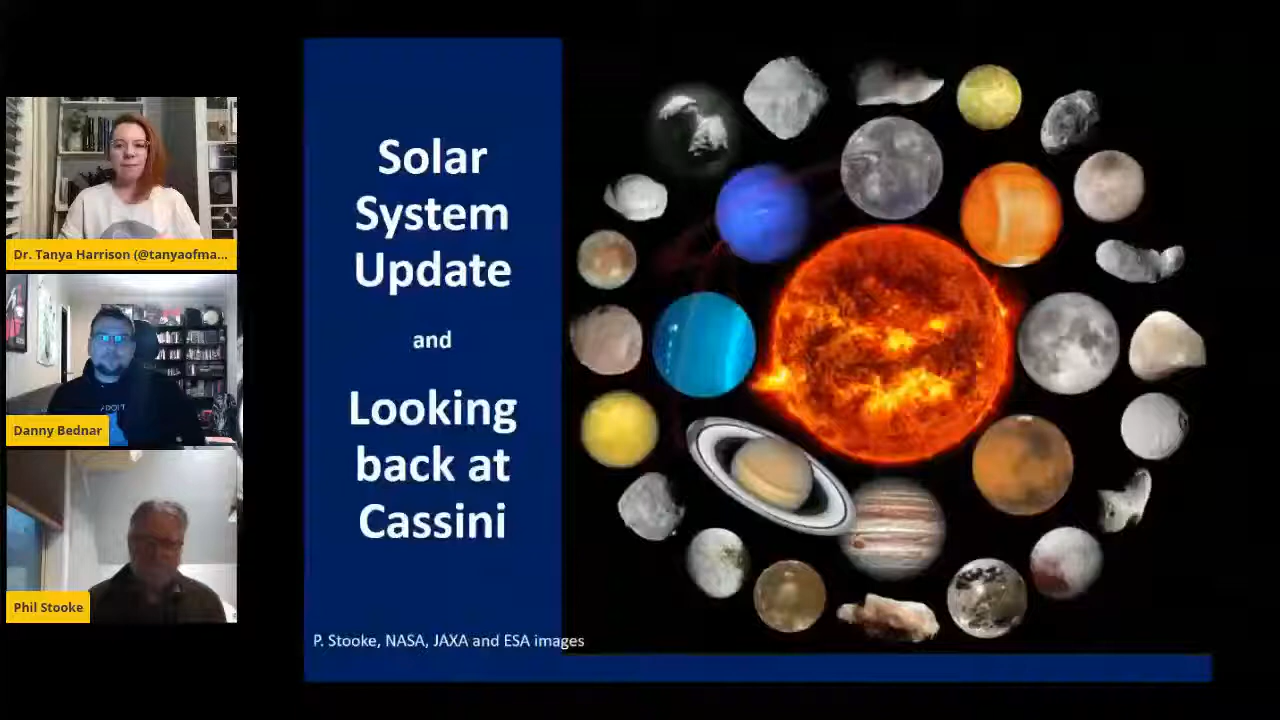 Dr. Tanya Harrison (@tanyaofma...
Danny Bednar
Phil Stooke
Solar
System
Update
and
Looking
back at
Cassini
P. Stooke, NASA, JAXA and ESA images